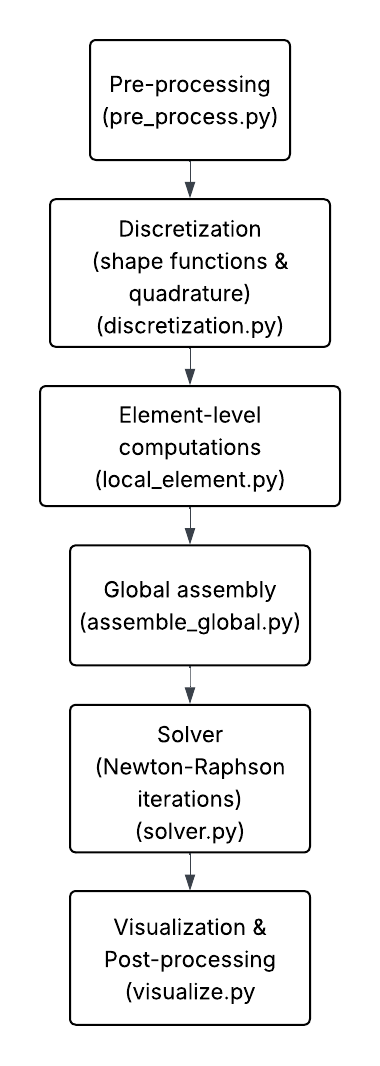 Pre-processing
(pre_process.py)
Discretization
(shape functions &
quadrature)
(discretization.py)
Element-level
computations
(local_element.py)
Global assembly
(assemble_global.py)
Solver
(Newton-Raphson
iterations)
(solver.py)
Visualization &
Post-processing
(visualize.py